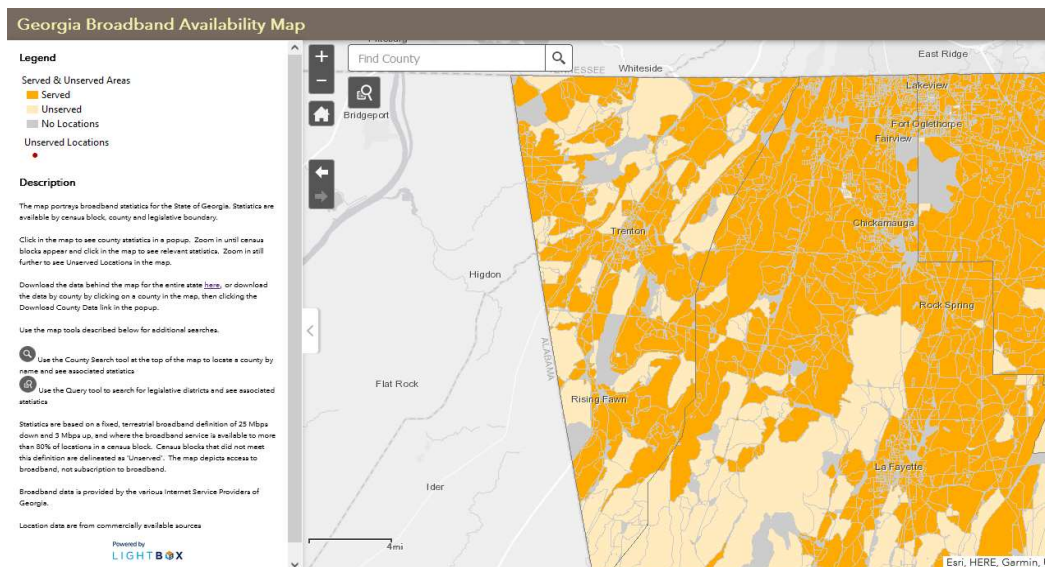 Georgia Broadband Availability Map
Legend
Served & Unserved Areas
Served
Unserved
No Locations
Unserved Locations
Description
The map portrays broadband statistics for the State of Georgia. Statistics are
available by census block, county and legislative boundary.
Click in the map to see county statistics in a popup. Zoom in until census
blocks appear and click in the map to see relevant statistics. Zoom in still
further to see Unserved Locations in the map.
Download the data behind the map for the entire state here, or download
the data by county by clicking on a county in the map, then clicking the
Download County Data link in the popup.
Use the map tools described below for additional searches.
Use the County Search tool at the top of the map to locate a county by
name and see associated statistics
Use the Query tool to search for legislative districts and see associated
statistics
Statistics are based on a fixed, terrestrial broadband definition of 25 Mbps
down and 3 Mbps up, and where the broadband service is available to more
than 80% of locations in a census block. Census blocks that did not meet
this definition are delineated as 'Unserved'. The map depicts access to
broadband, not subscription to broadband.
Broadband data is provided by the various Internet Service Providers of
Georgia.
Location data are from commercially available sources
Powered by
LIGHTBOX
+
Find County
−
Whiteside
East Ridge
Lakeview
Bridgeport
Fort Oglethorpe
Fairview
Trenton
Chickamauga
Higdon
Rock Spring
ALABAMA
Flat Rock
Rising Fawn
La Fayette
Ider
4mi
Esri, HERE, Garmin,